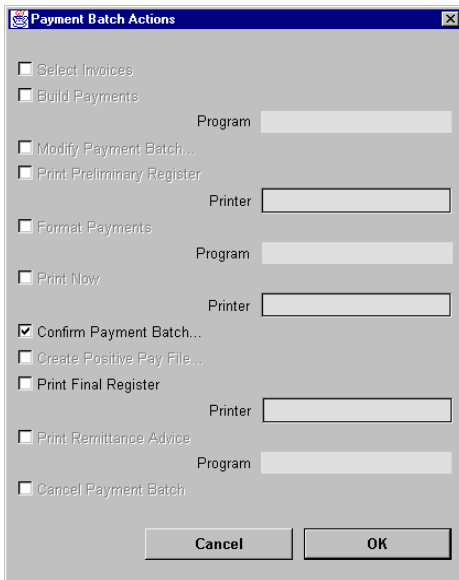 Payment Batch Actions
Select Invoices
Build Payments
Program
Modify Payment Batch...
Print Preliminary Register
Printer
Format Payments
Program
Print Now
Printer
Confirm Payment Batch...
Create Positive Pay File...
Print Final Register
Printer
Print Remittance Advice
Program
Cancel Payment Batch
Cancel OK